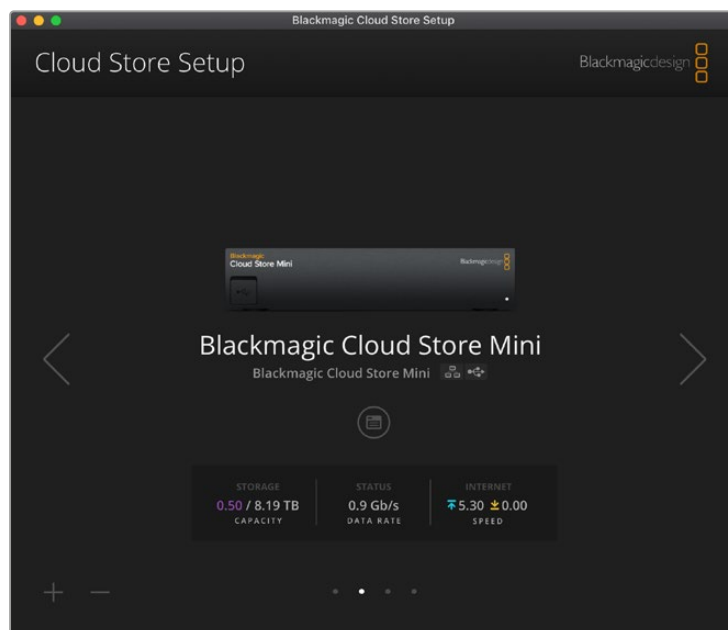 Blackmagic Cloud Store Setup
Cloud Store Setup
Blackmagicdesign
Blackmagic
Cloud Store Mini
Blackmagicdesign
Blackmagic Cloud Store Mini
Blackmagic Cloud Store Mini
STORAGE STATUS INTERNET
0.50 / 8.19 TB 0.9 Gb/s 5.30 0.00
CAPACITY DATA RATE SPEED